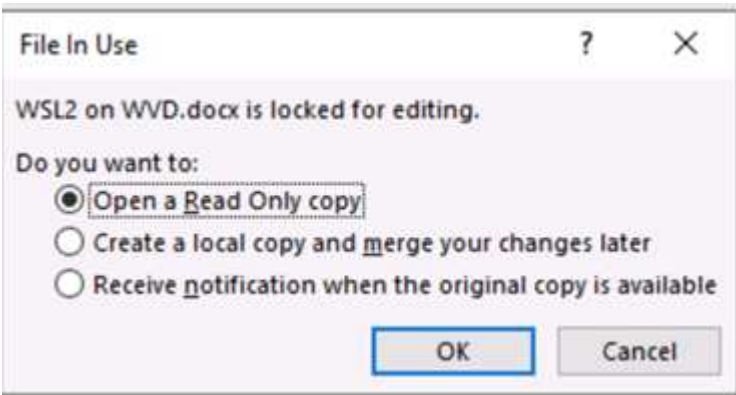 File In Use ? ×
WSL2 on WVD.docx is locked for editing.
Do you want to:
Open a Read Only copy
Create a local copy and merge your changes later
Receive notification when the original copy is available
OK Cancel